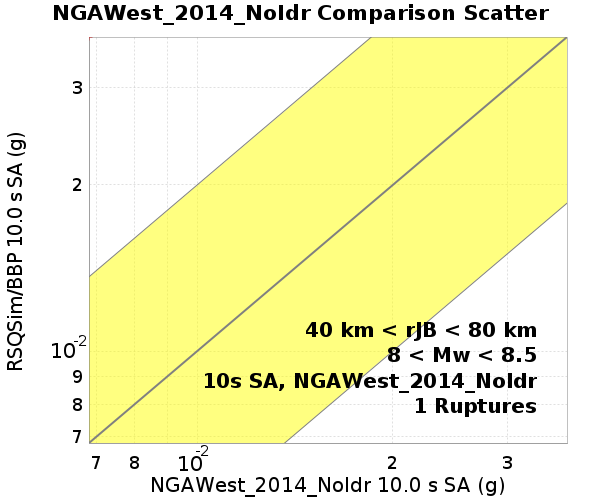 NGAWest_2014_NoIdr Comparison Scatter
RSQSim/BBP 10.0 s SA (g)
3
2
10-2
9
8
7
40 km < rJB < 80 km
8 < Mw < 8.5
10s SA, NGAWest_2014_NoIdr
1 Ruptures
7 8 10-2 2 3
NGAWest_2014_NoIdr 10.0 s SA (g)